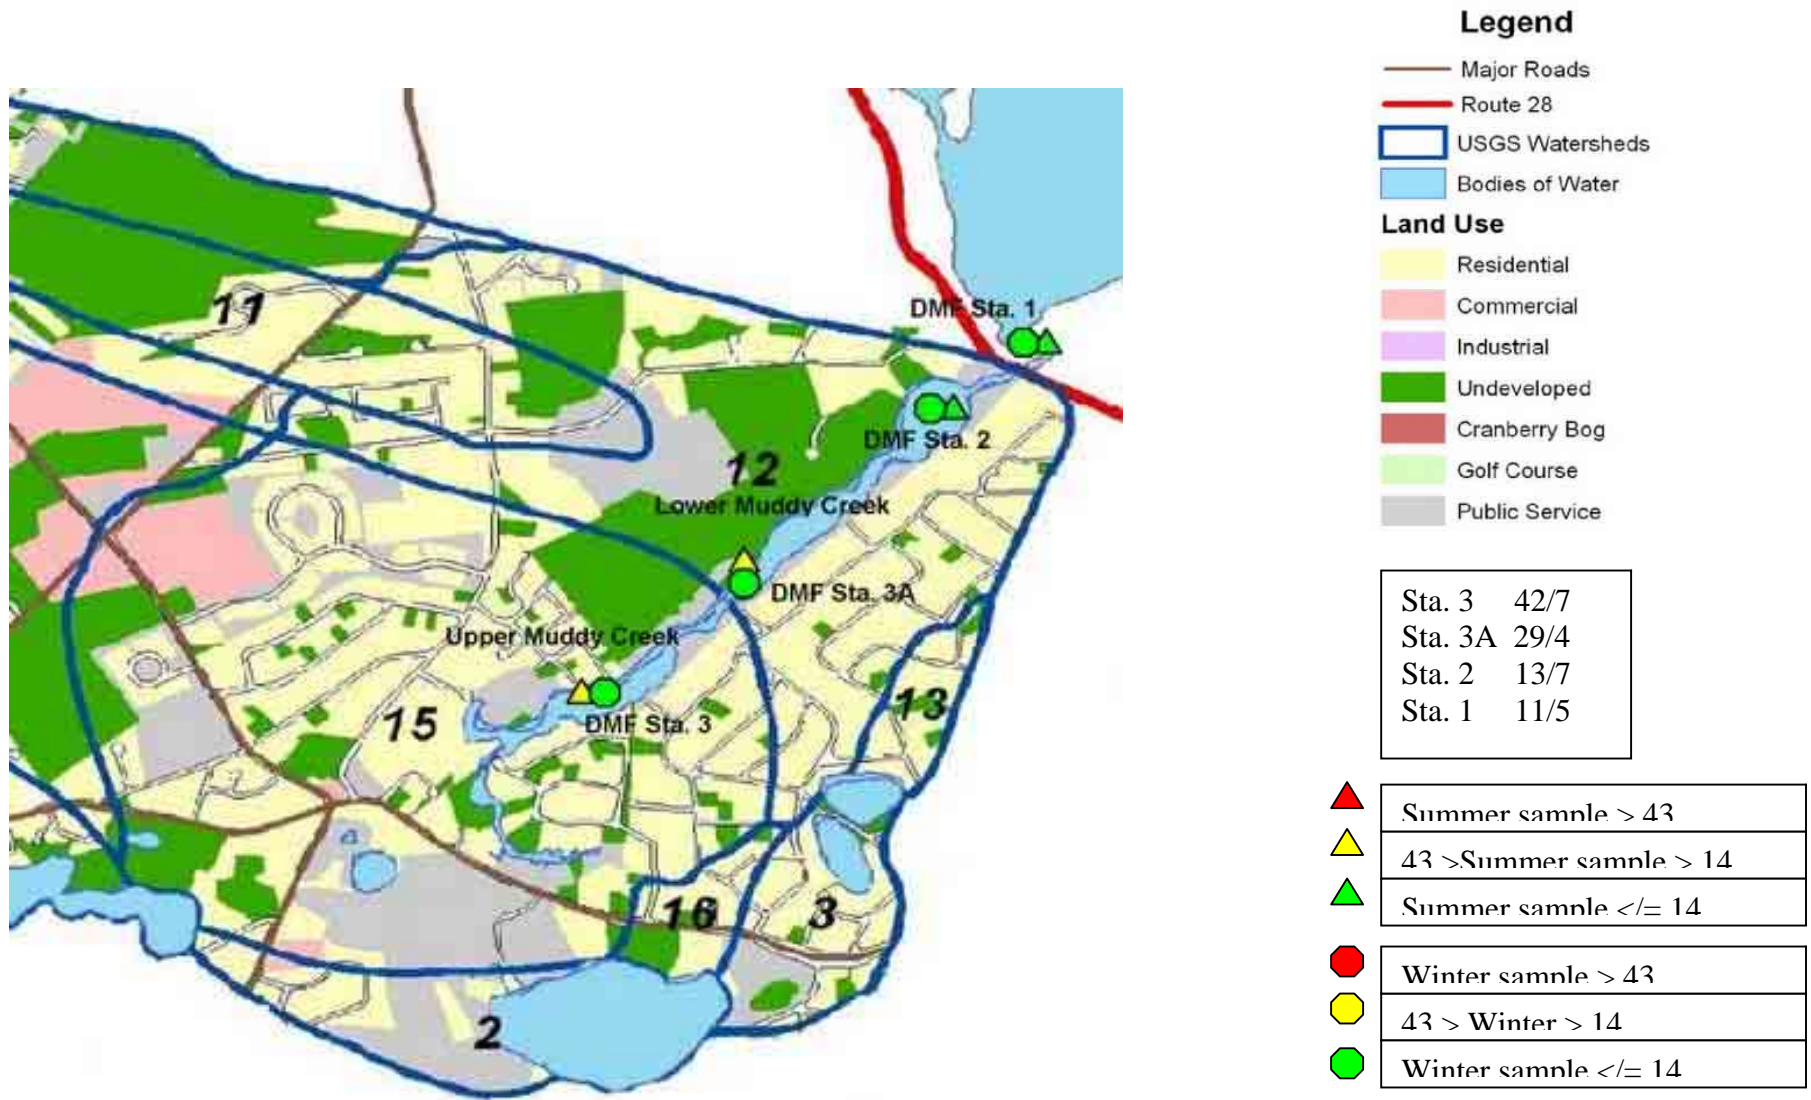 Legend
Major Roads
Route 28
USGS Watersheds
Bodies of Water
Land Use
Residential
Commercial
Industrial
Undeveloped
Cranberry Bog
Golf Course
Public Service
Sta. 3 42/7
Sta. 3A 29/4
Sta. 2 13/7
Sta. 1 11/5
Summer sample > 43
43 >Summer sample > 14
Summer sample </= 14
Winter sample > 43
43 > Winter > 14
Winter sample </= 14
11
DMF Sta. 1
DMF Sta. 2
12
Lower Muddy Creek
DMF Sta. 3A
Upper Muddy Creek
13
15
DMF Sta. 3
16
3
2